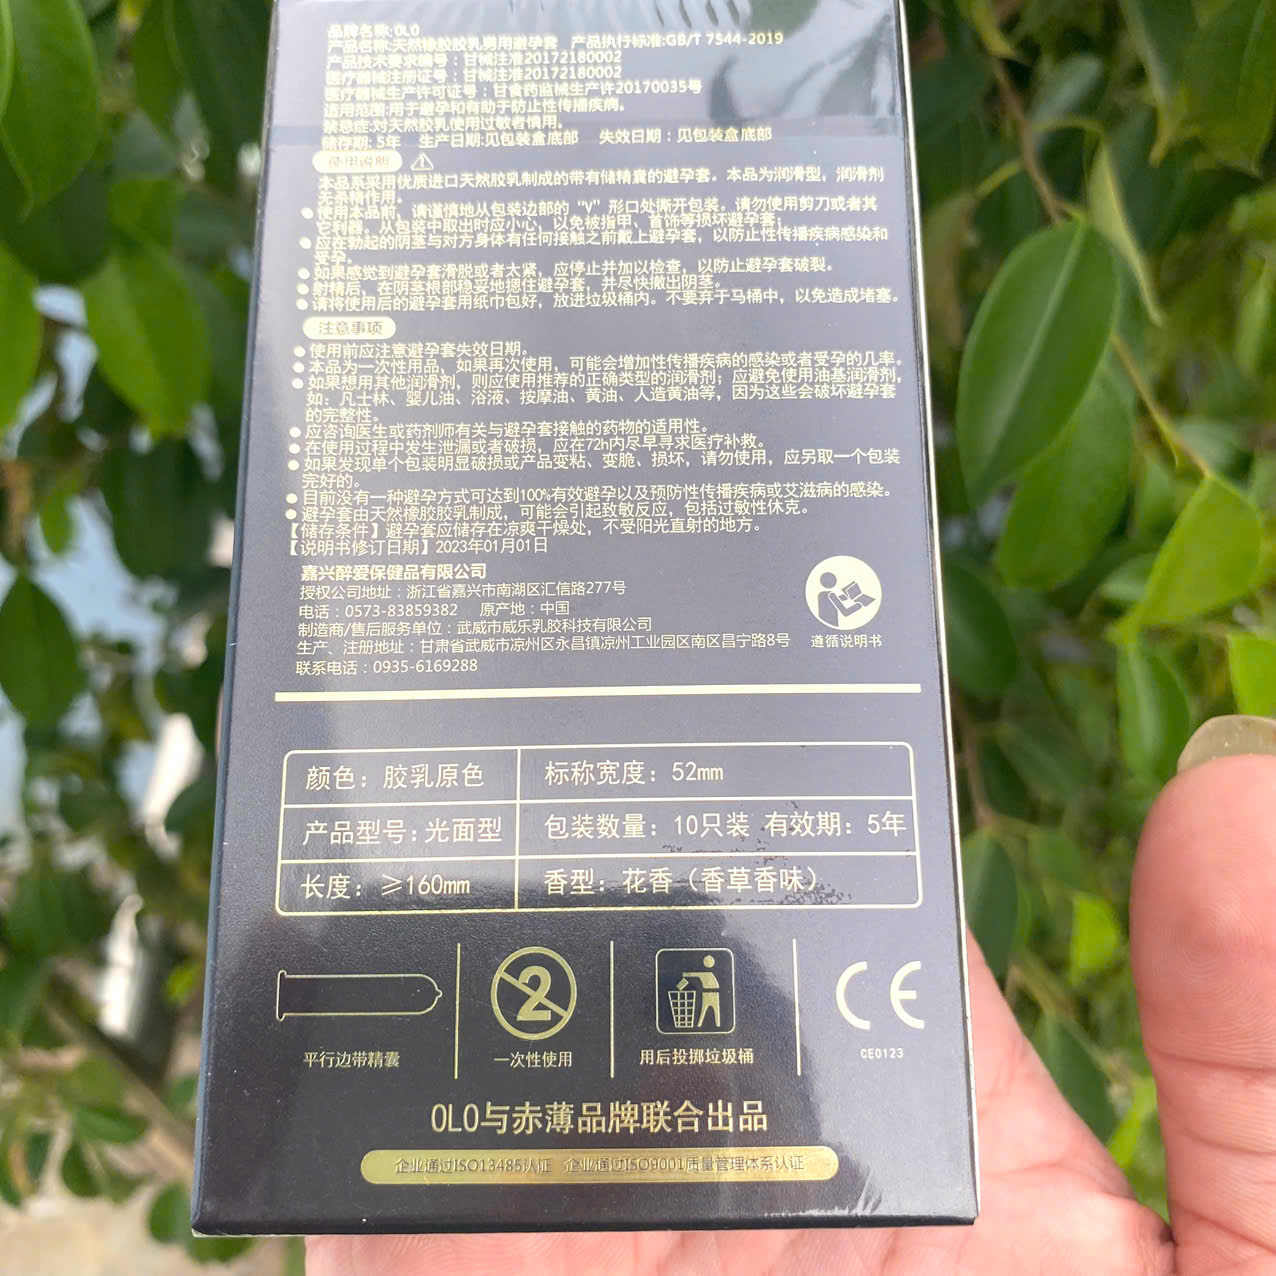 品牌名称:OLO
产品名称:天然橡胶胶乳男用避孕套 产品执行标准:GB/T 7544-2019
产品技术要求编号：甘械注准20172180002
医疗器械注册证号：甘械注准20172180002
医疗器械生产许可证号：甘食药监械生产许20170035号
适用范围:用于避孕和有助于防止性传播疾病。
禁忌症:对天然胶乳使用过敏者慎用。
储存期: 5年 生产日期:见包装盒底部 失效日期：见包装盒底部
使用说明
本品系采用优质进口天然胶乳制成的带有储精囊的避孕套。本品为润滑型，润滑剂
无杀精作用。
●使用本品前，请谨慎地从包装边部的“V”形口处撕开包装。请勿使用剪刀或者其
它利器。从包装中取出时应小心，以免被指甲、首饰等损坏避孕套；
●应在勃起的阴茎与对方身体有任何接触之前戴上避孕套，以防止性传播疾病感染和
受孕。
●如果感觉到避孕套滑脱或者太紧，应停止并加以检查，以防止避孕套破裂。
●射精后，在阴茎根部稳妥地摁住避孕套，并尽快撤出阴茎。
●请将使用后的避孕套用纸巾包好，放进垃圾桶内。不要弃于马桶中，以免造成堵塞。
注意事项
●使用前应注意避孕套失效日期。
●本品为一次性用品，如果再次使用，可能会增加性传播疾病的感染或者受孕的几率。
●如果想用其他润滑剂，则应使用推荐的正确类型的润滑剂；应避免使用油基润滑剂，
如：凡士林、婴儿油、浴液、按摩油、黄油、人造黄油等，因为这些会破坏避孕套
的完整性。
●应咨询医生或药剂师有关与避孕套接触的药物的适用性。
●在使用过程中发生泄漏或者破损，应在72h内尽早寻求医疗补救。
●如果发现单个包装明显破损或产品变粘、变脆、损坏，请勿使用，应另取一个包装
完好的。
●目前没有一种避孕方式可达到100%有效避孕以及预防性传播疾病或艾滋病的感染。
●避孕套由天然橡胶胶乳制成，可能会引起致敏反应，包括过敏性休克。
【储存条件】避孕套应储存在凉爽干燥处，不受阳光直射的地方。
【说明书修订日期】2023年01月01日
嘉兴醉爱保健品有限公司
授权公司地址：浙江省嘉兴市南湖区汇信路277号
电话：0573-83859382 原产地：中国
制造商/售后服务单位：武威市威乐乳胶科技有限公司
生产、注册地址：甘肃省武威市凉州区永昌镇凉州工业园区南区昌宁路8号
联系电话：0935-6169288
遵循说明书
颜色：胶乳原色 标称宽度：52mm
产品型号：光面型 包装数量：10只装 有效期：5年
长度：≥160mm 香型：花香（香草香味）
2
CE
平行边带精囊 一次性使用 用后投掷垃圾桶 CE0123
OLO与赤薄品牌联合出品
企业通过ISO13485认证 企业通过ISO9001质量管理体系认证